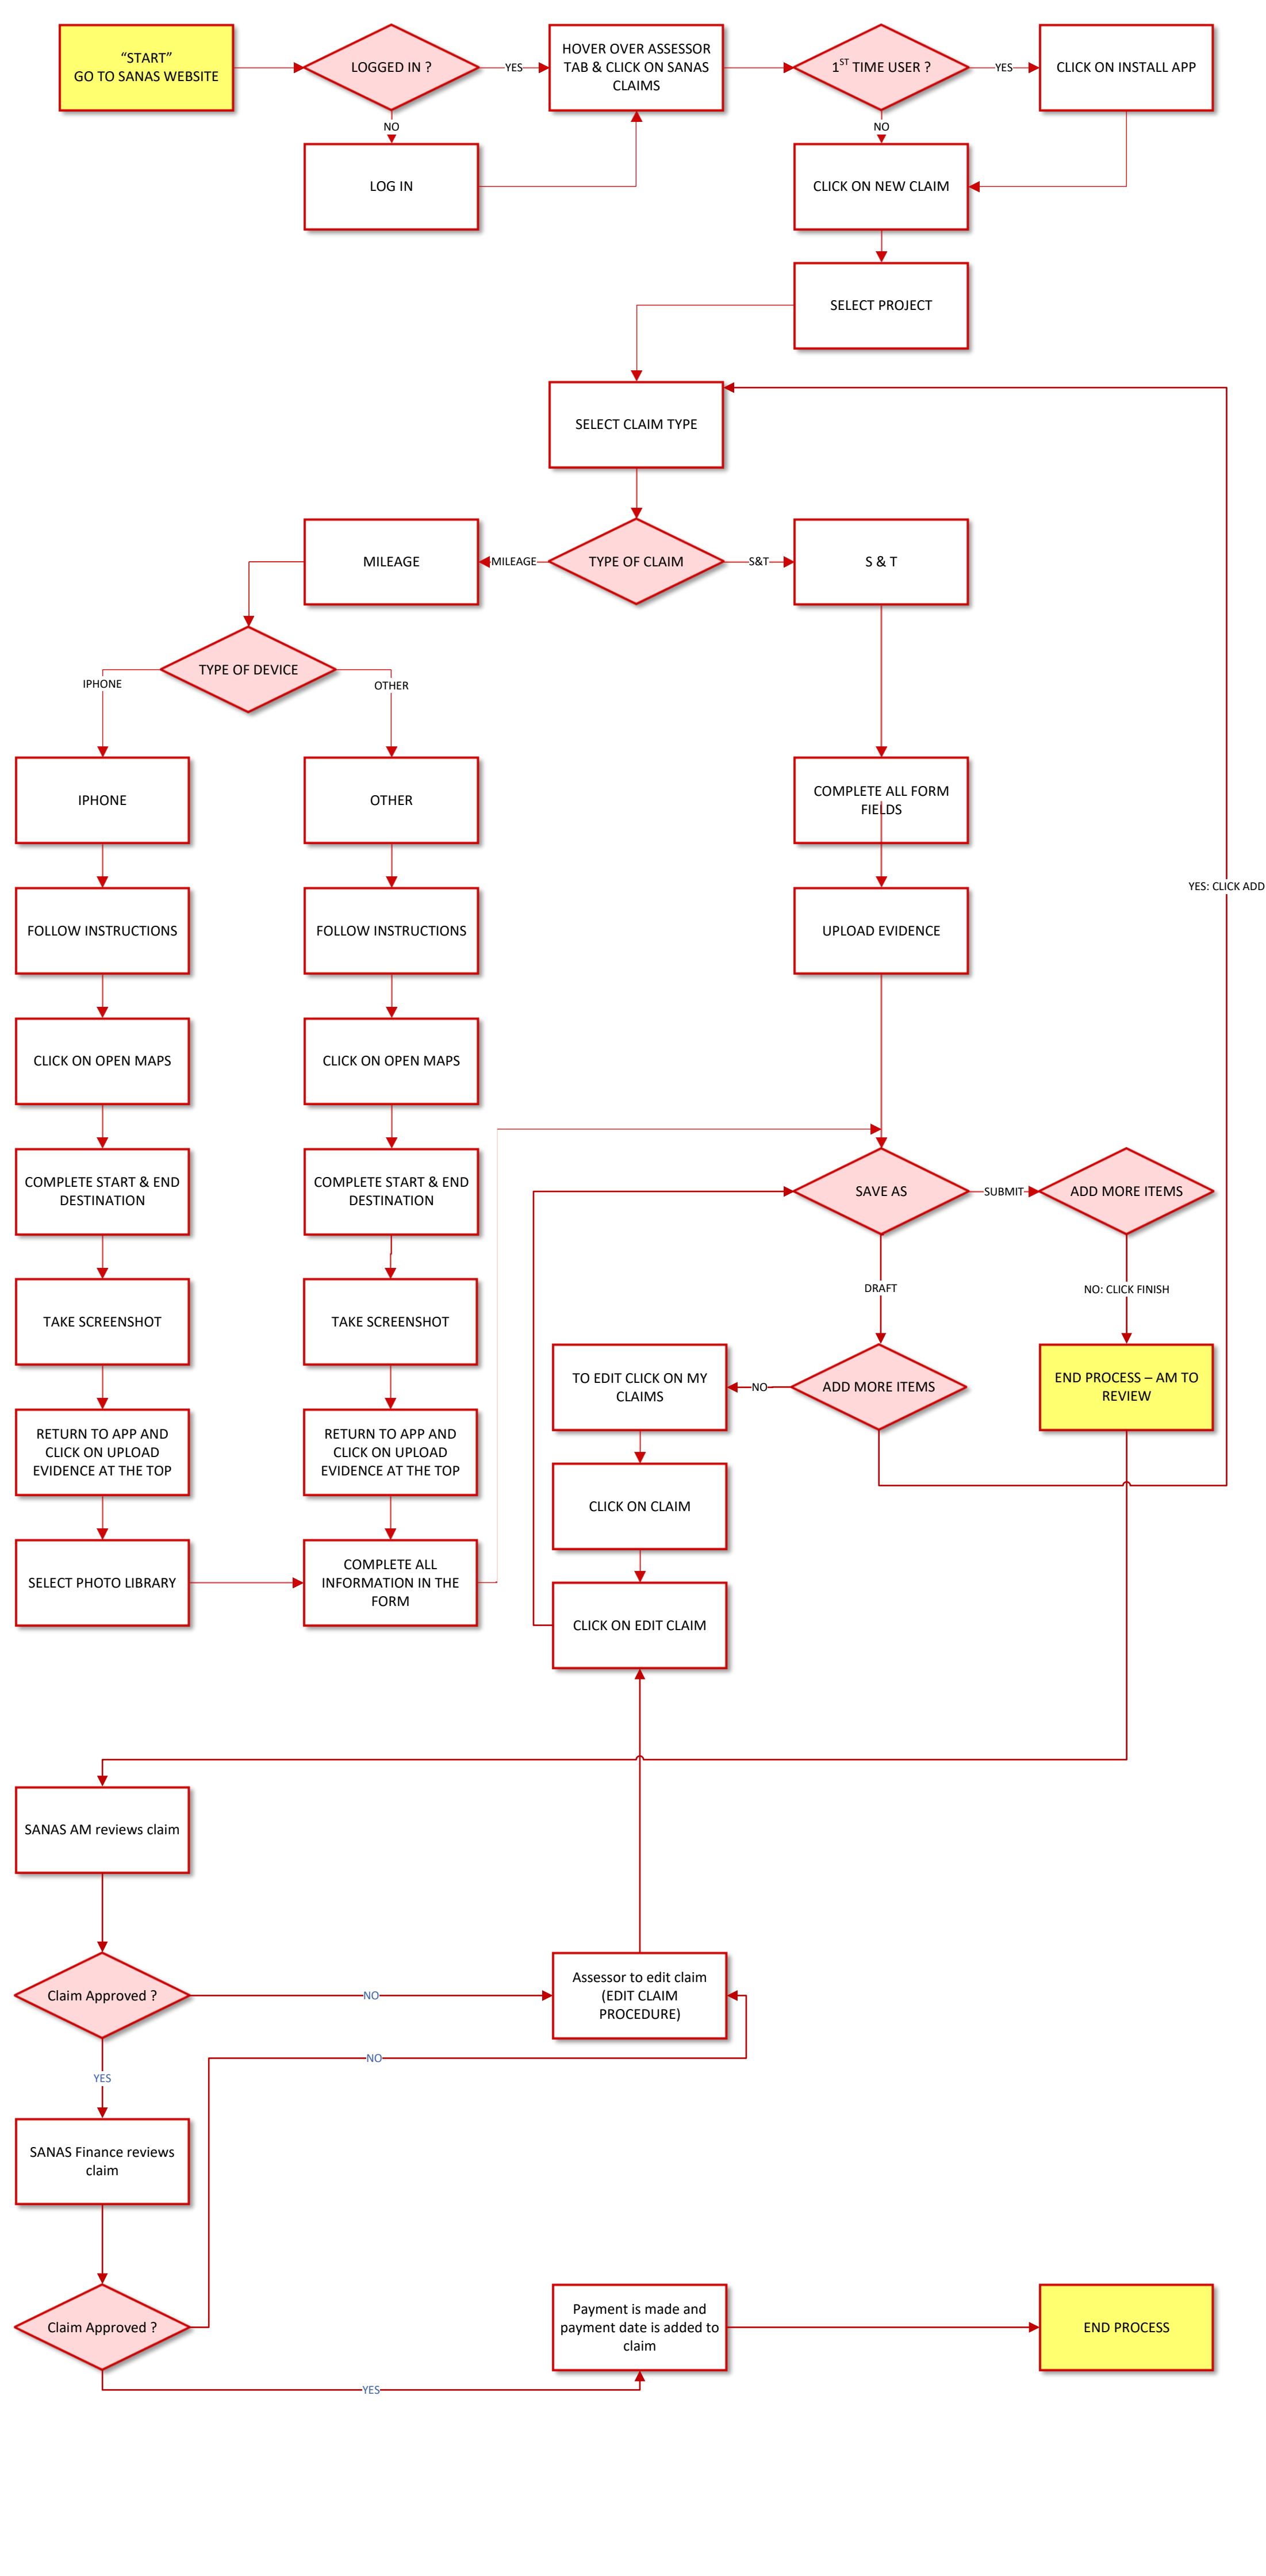 “START”
GO TO SANAS WEBSITE
LOGGED IN ?
YES
HOVER OVER ASSESSOR
TAB & CLICK ON SANAS
CLAIMS
1ST TIME USER ?
YES
CLICK ON INSTALL APP
NO
NO
LOG IN
CLICK ON NEW CLAIM
SELECT PROJECT
SELECT CLAIM TYPE
MILEAGE
MILEAGE
TYPE OF CLAIM
S&T
S & T
TYPE OF DEVICE
IPHONE
OTHER
IPHONE
OTHER
COMPLETE ALL FORM
FIELDS
YES: CLICK ADD
FOLLOW INSTRUCTIONS
FOLLOW INSTRUCTIONS
UPLOAD EVIDENCE
CLICK ON OPEN MAPS
CLICK ON OPEN MAPS
COMPLETE START & END
DESTINATION
COMPLETE START & END
DESTINATION
SAVE AS
SUBMIT
ADD MORE ITEMS
DRAFT
NO: CLICK FINISH
TAKE SCREENSHOT
TAKE SCREENSHOT
TO EDIT CLICK ON MY
CLAIMS
NO
ADD MORE ITEMS
END PROCESS – AM TO
REVIEW
RETURN TO APP AND
CLICK ON UPLOAD
EVIDENCE AT THE TOP
RETURN TO APP AND
CLICK ON UPLOAD
EVIDENCE AT THE TOP
CLICK ON CLAIM
SELECT PHOTO LIBRARY
COMPLETE ALL
INFORMATION IN THE
FORM
CLICK ON EDIT CLAIM
SANAS AM reviews claim
Claim Approved ?
NO
Assessor to edit claim
(EDIT CLAIM
PROCEDURE)
NO
YES
SANAS Finance reviews
claim
Claim Approved ?
Payment is made and
payment date is added to
claim
END PROCESS
YES